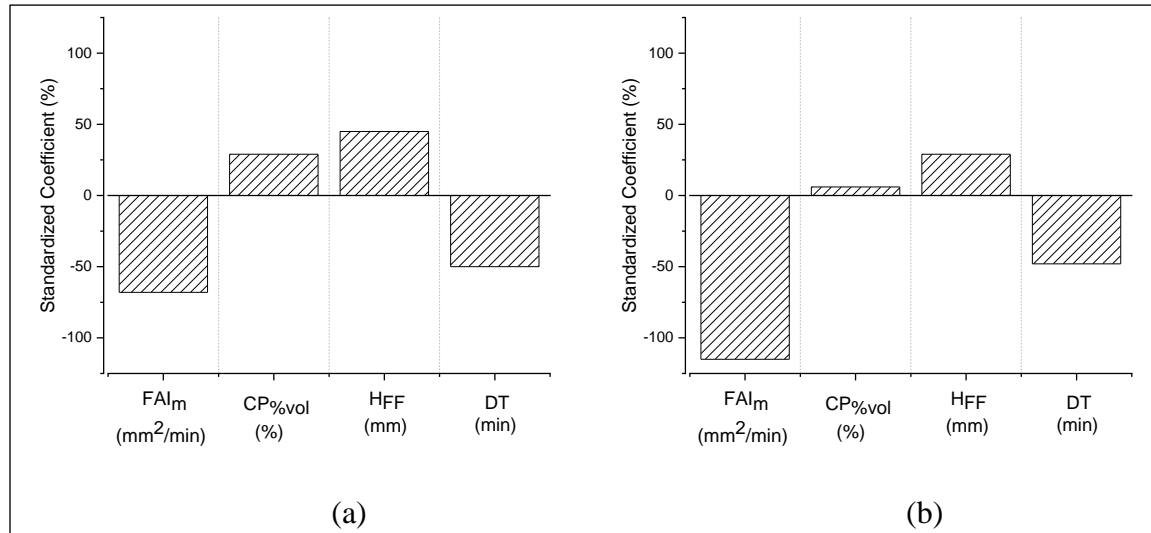 Standardized Coefficient (%)
100
50
0
-50
-100
FAIm
(mm2/min)
CP%vol
(%)
HFF
(mm)
DT
(min)
(a)
Standardized Coefficient (%)
100
50
0
-50
-100
FAIm
(mm2/min)
CP%vol
(%)
HFF
(mm)
DT
(min)
(b)